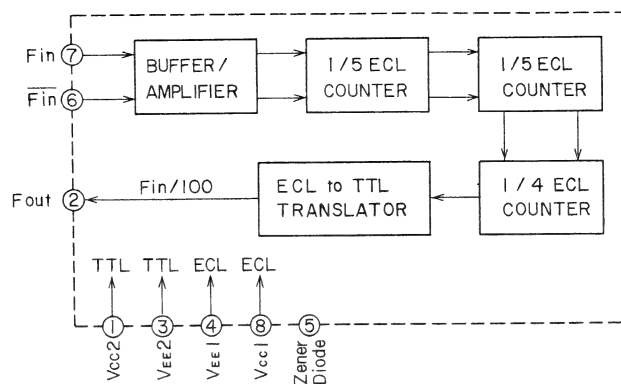 Fin ⑦
BUFFER/
AMPLIFIER
1/5 ECL
COUNTER
1/5 ECL
COUNTER
Fin ⑥
Fout ②
Fin/100
ECL to TTL
TRANSLATOR
1/4 ECL
COUNTER
TTL TTL ECL ECL
① ③ ④ ⑧ ⑤
Vcc2
VEE2
VEE1
Vcc1
Zener
Diode